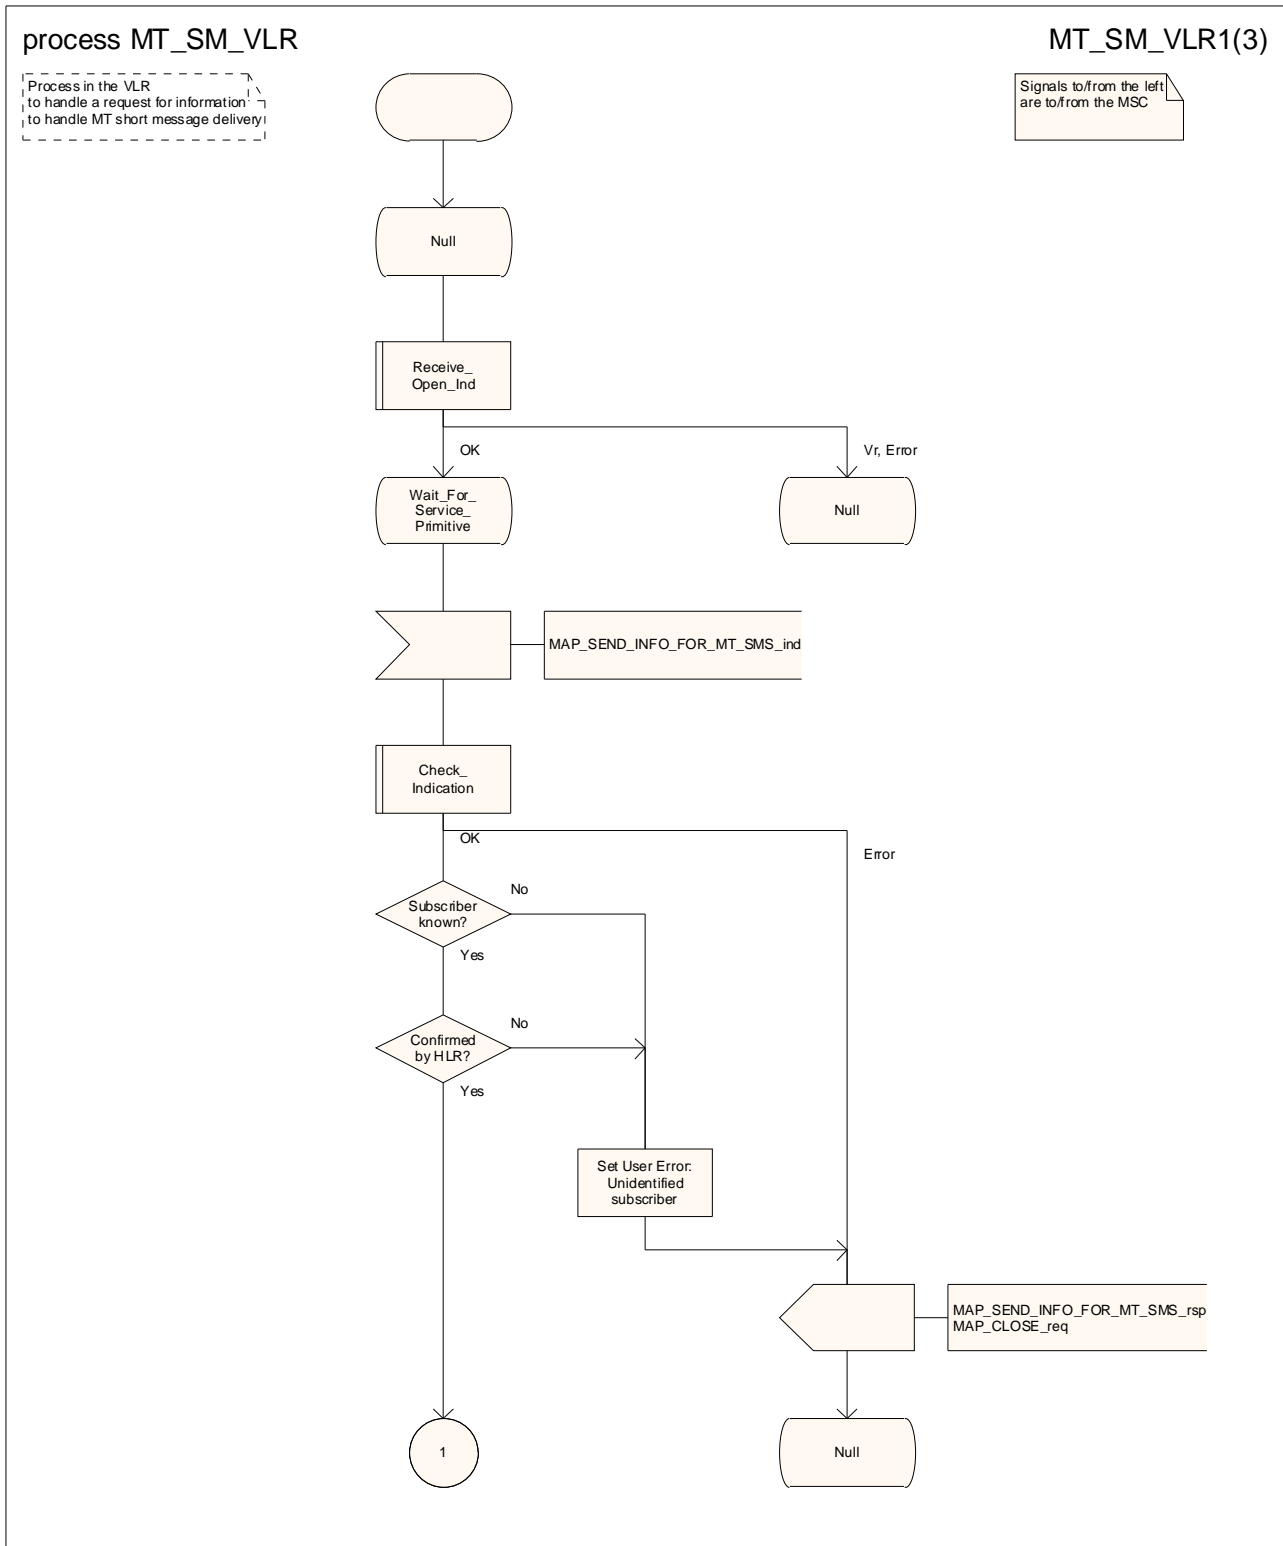 process MT_SM_VLR
MT_SM_VLR1(3)
Process in the VLR
to handle a request for information
to handle MT short message delivery
Signals to/from the left
are to/from the MSC
Null
Receive_
Open_Ind
OK
Vr, Error
Wait_For_
Service_
Primitive
Null
MAP_SEND_INFO_FOR_MT_SMS_ind
Check_
Indication
OK
Error
Subscriber
known?
No
Yes
Confirmed
by HLR?
No
Yes
Set User Error:
Unidentified
subscriber
MAP_SEND_INFO_FOR_MT_SMS_rsp
MAP_CLOSE_req
1
Null